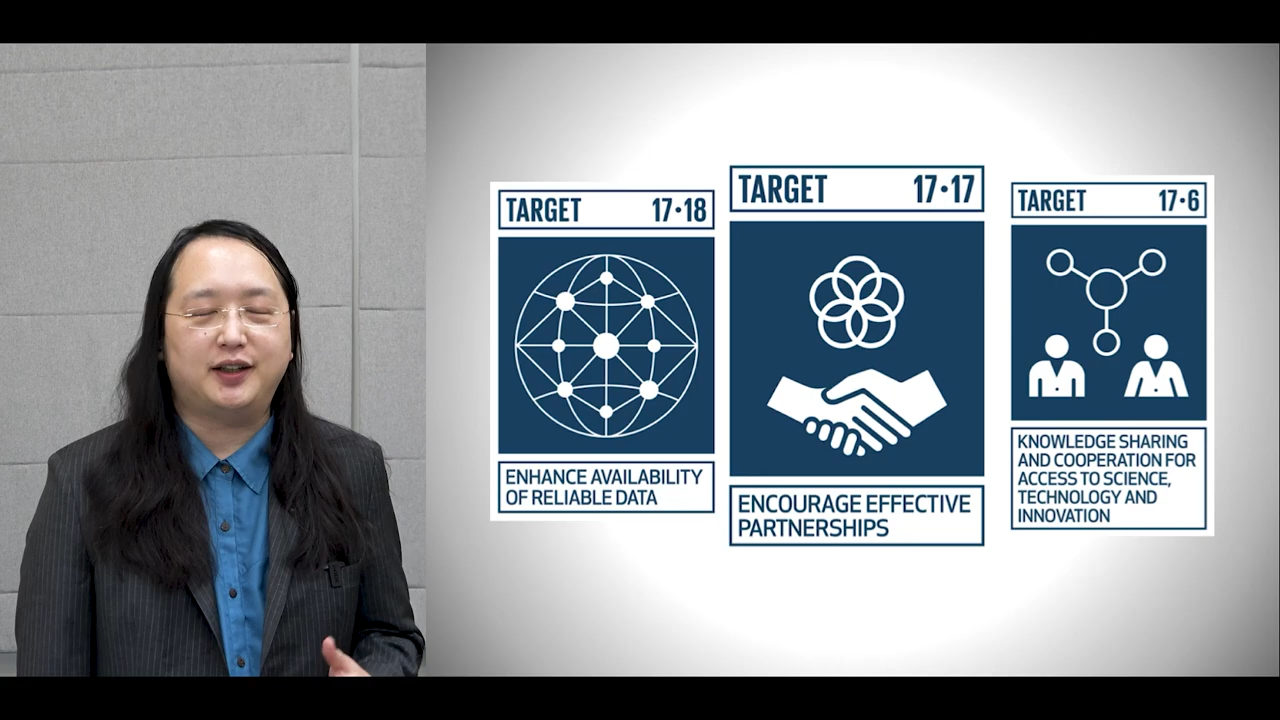 TARGET 17·18
ENHANCE AVAILABILITY
OF RELIABLE DATA
TARGET 17·17
ENCOURAGE EFFECTIVE
PARTNERSHIPS
TARGET 17·6
KNOWLEDGE SHARING
AND COOPERATION FOR
ACCESS TO SCIENCE,
TECHNOLOGY AND
INNOVATION